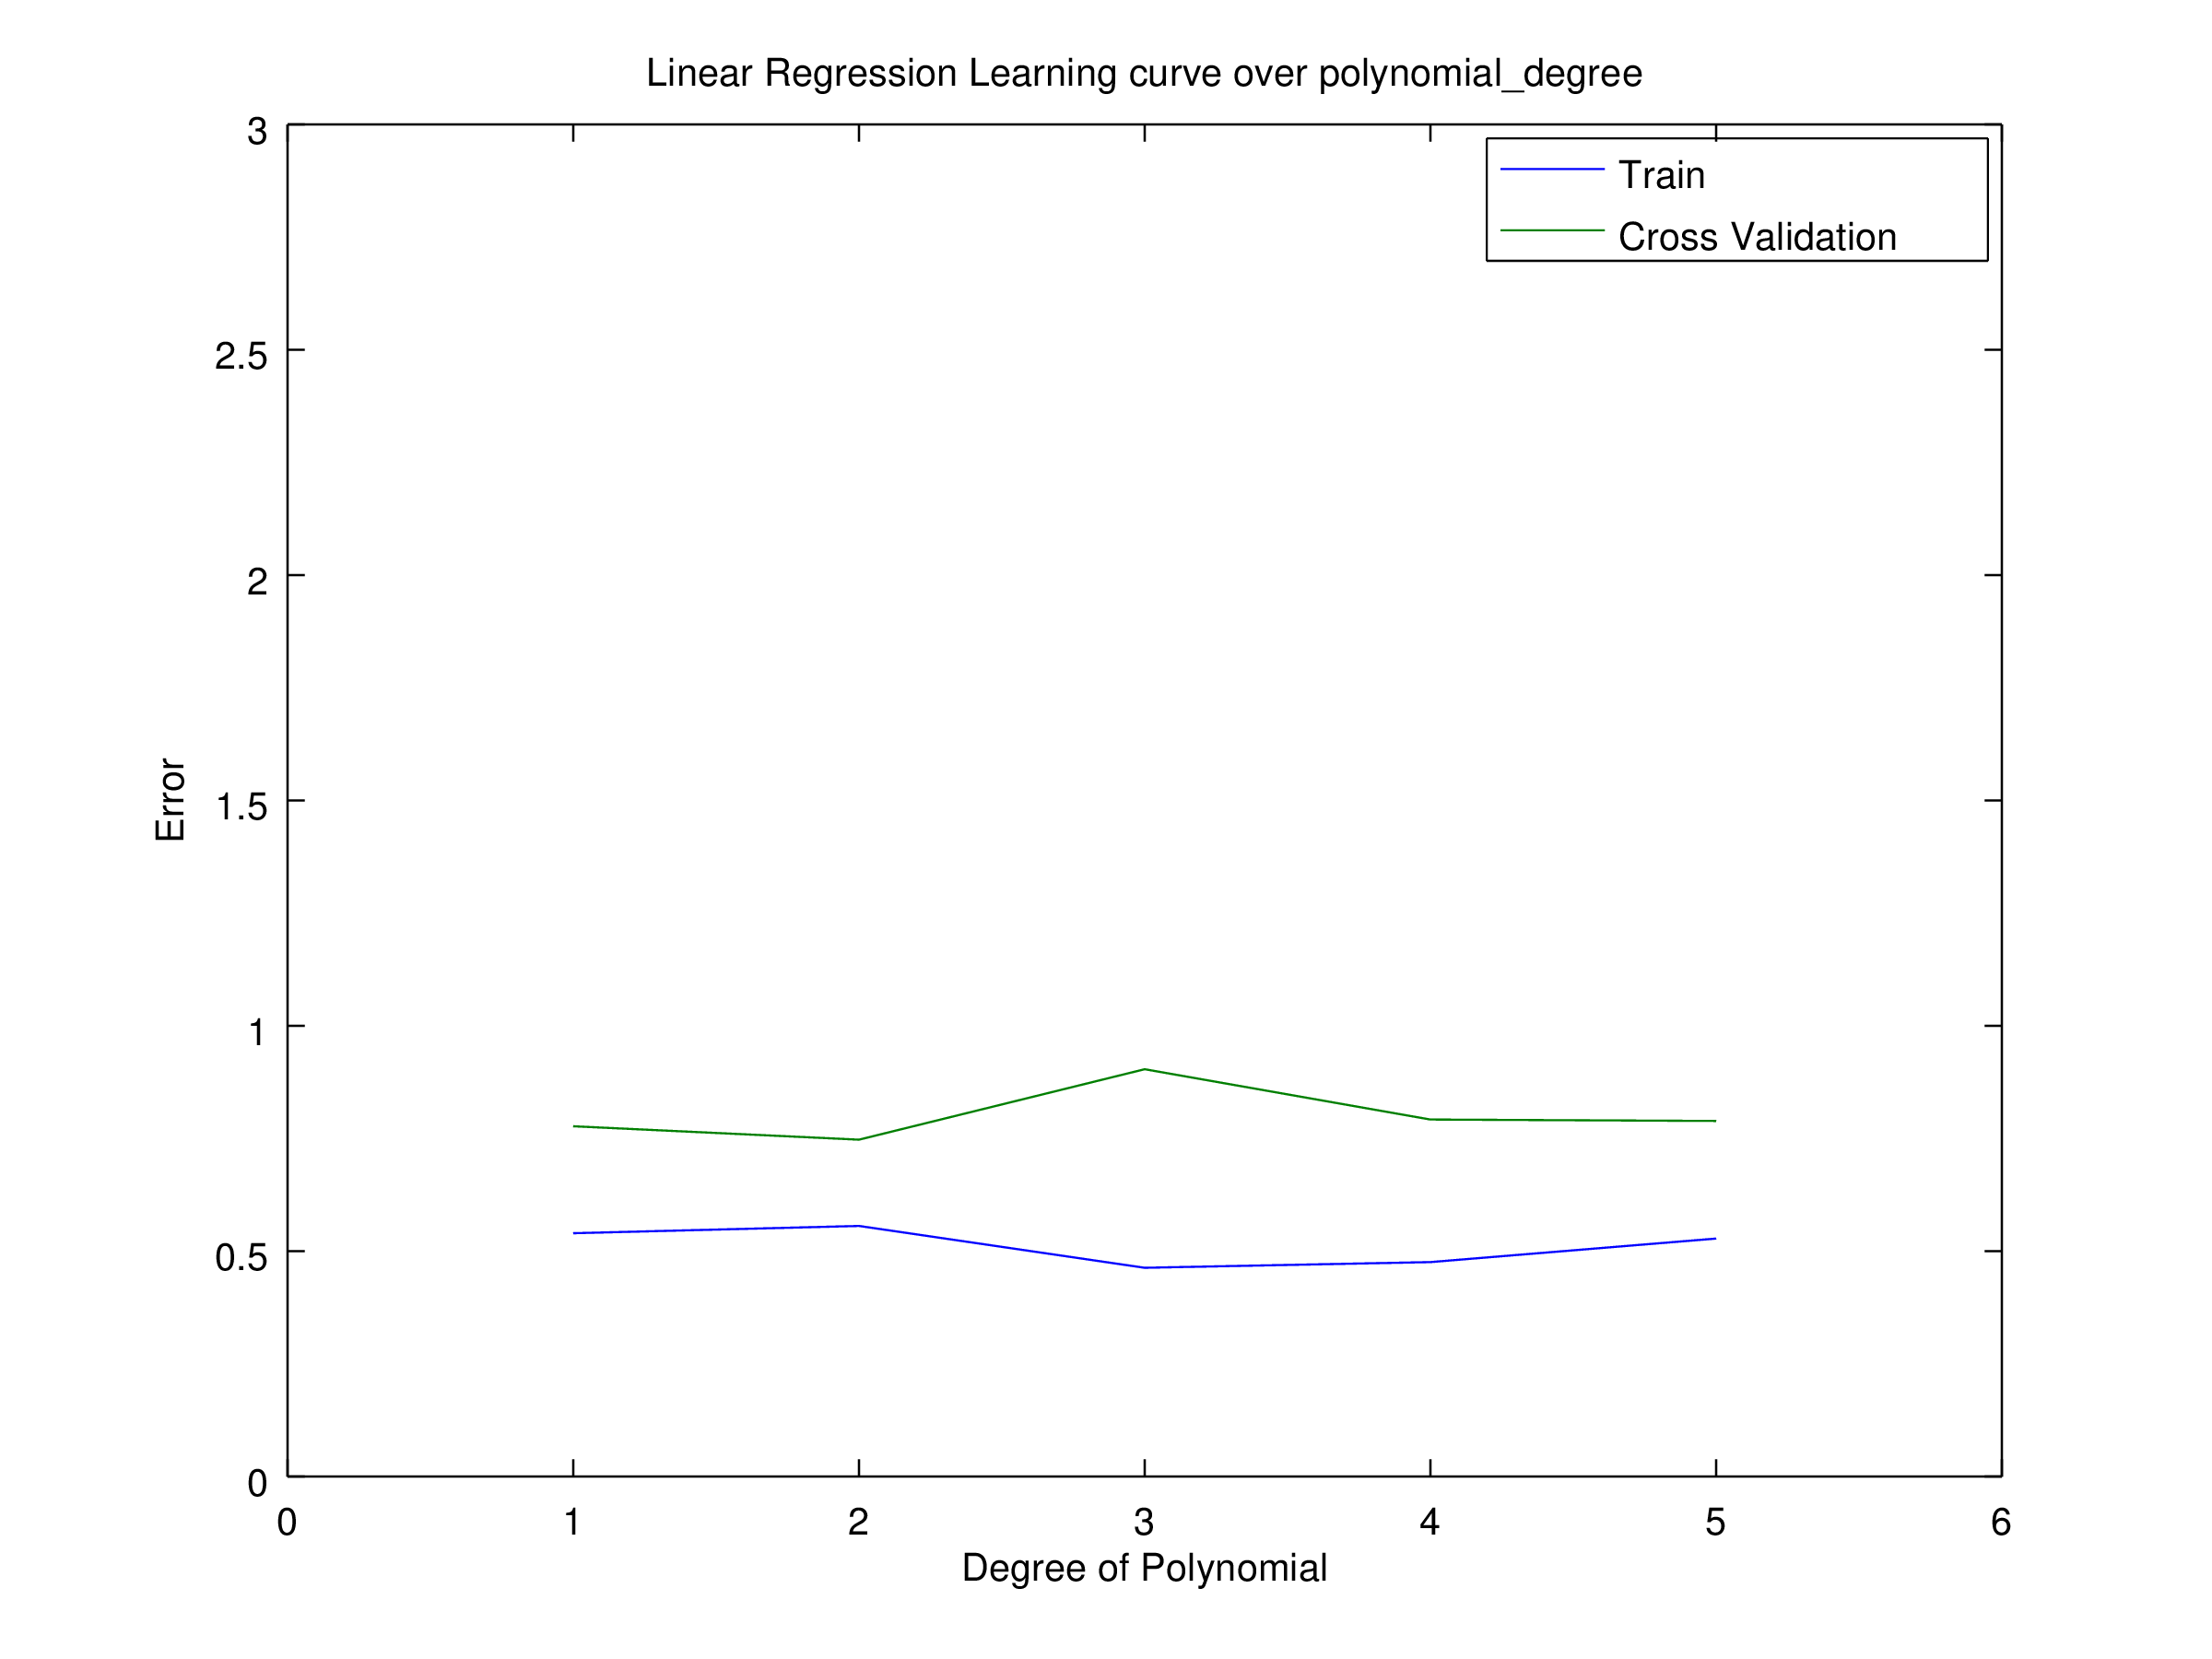 Linear Regression Learning curve over polynomial_degree
Train
Cross Validation
3
2.5
2
1.5
1
0.5
0
Error
0 1 2 3 4 5 6
Degree of Polynomial